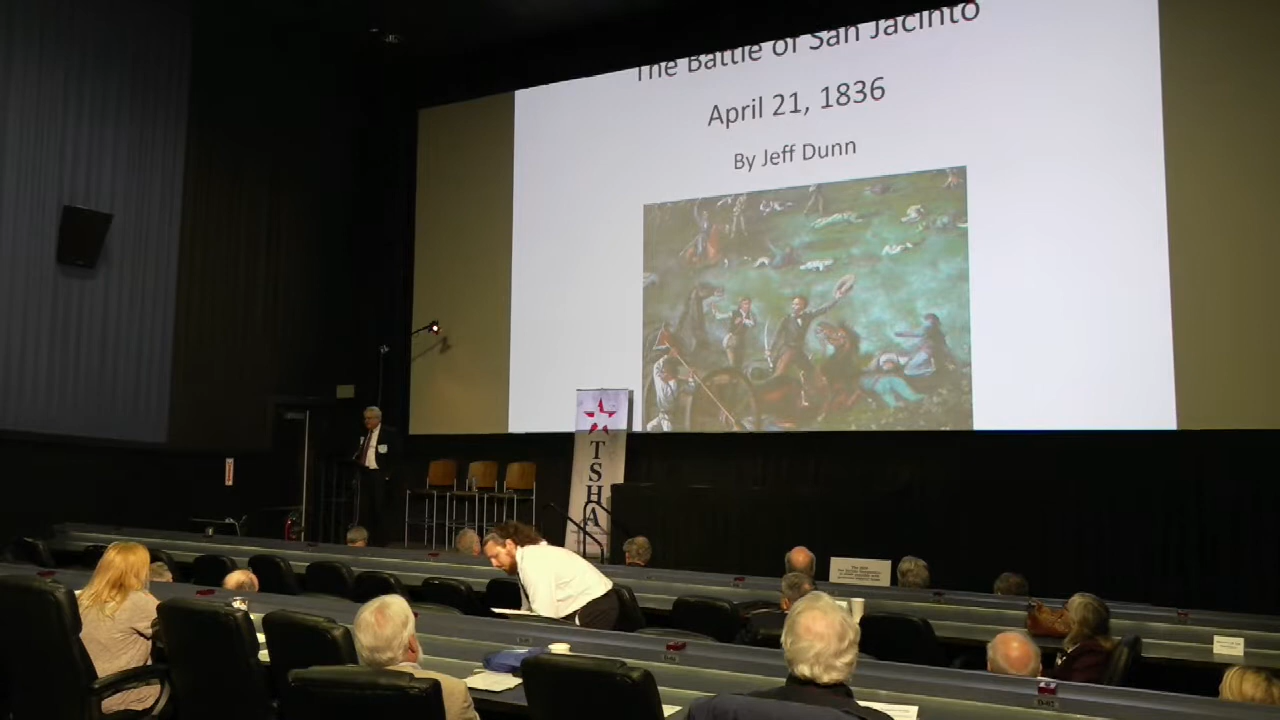 The Battle of San Jacinto
April 21, 1836
By Jeff Dunn
TSHA